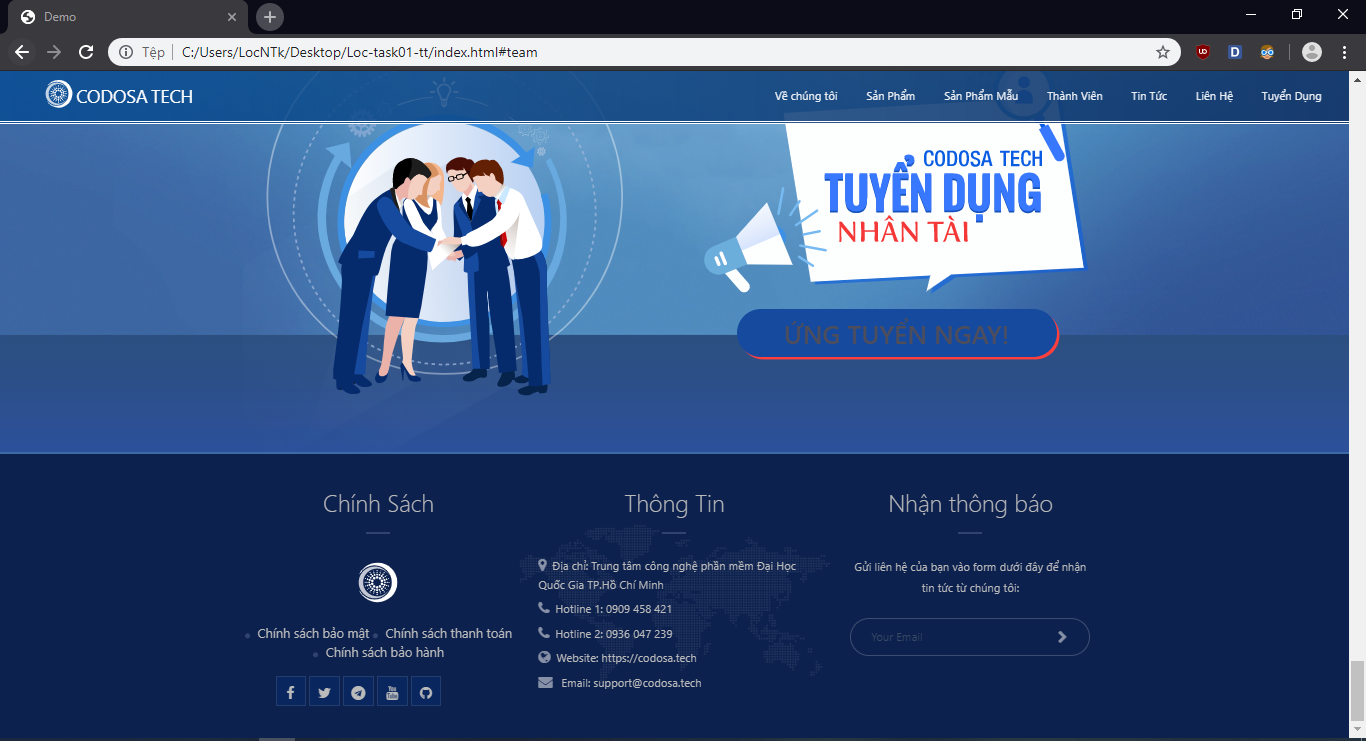 Demo
Tệp
C:/Users/LocNTk/Desktop/Loc-task01-tt/index.html#team
CODOSA TECH
Về chúng tôi
Sản Phẩm
Sản Phẩm Mẫu
Thành Viên
Tin Tức
Liên Hệ
Tuyển Dụng
CODOSA TECH
TUYỂN DỤNG
NHÂN TÀI
ỨNG TUYỂN NGAY!
Chính Sách
Chính sách bảo mật
Chính sách thanh toán
Chính sách bảo hành
Thông Tin
Địa chỉ: Trung tâm công nghệ phần mềm Đại Học
Quốc Gia TP.Hồ Chí Minh
Hotline 1: 0909 458 421
Hotline 2: 0936 047 239
Website: https://codosa.tech
Email: support@codosa.tech
Nhận thông báo
Gửi liên hệ của bạn vào form dưới đây để nhận
tin tức từ chúng tôi:
Your Email